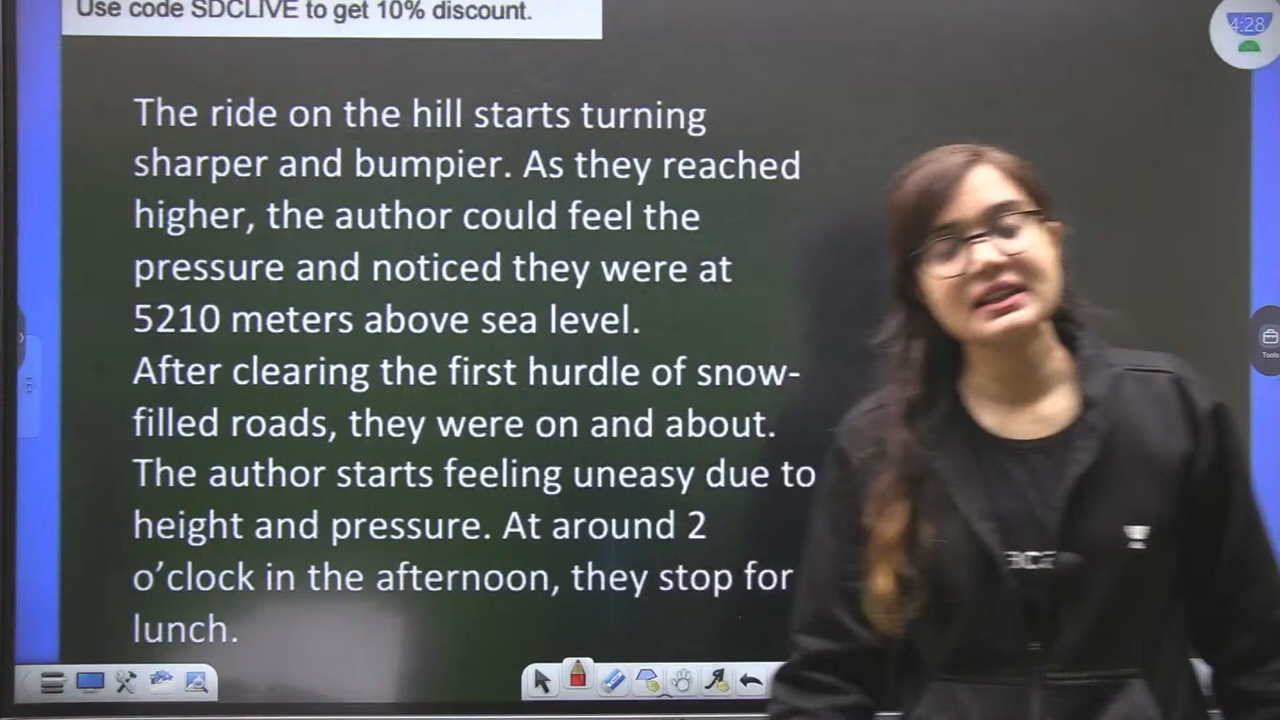 Use code SDCLIVE to get 10% discount.
4:28
The ride on the hill starts turning
sharper and bumpier. As they reached
higher, the author could feel the
pressure and noticed they were at
5210 meters above sea level.
After clearing the first hurdle of snow-
filled roads, they were on and about.
The author starts feeling uneasy due to
height and pressure. At around 2
o’clock in the afternoon, they stop for
lunch.
Tools